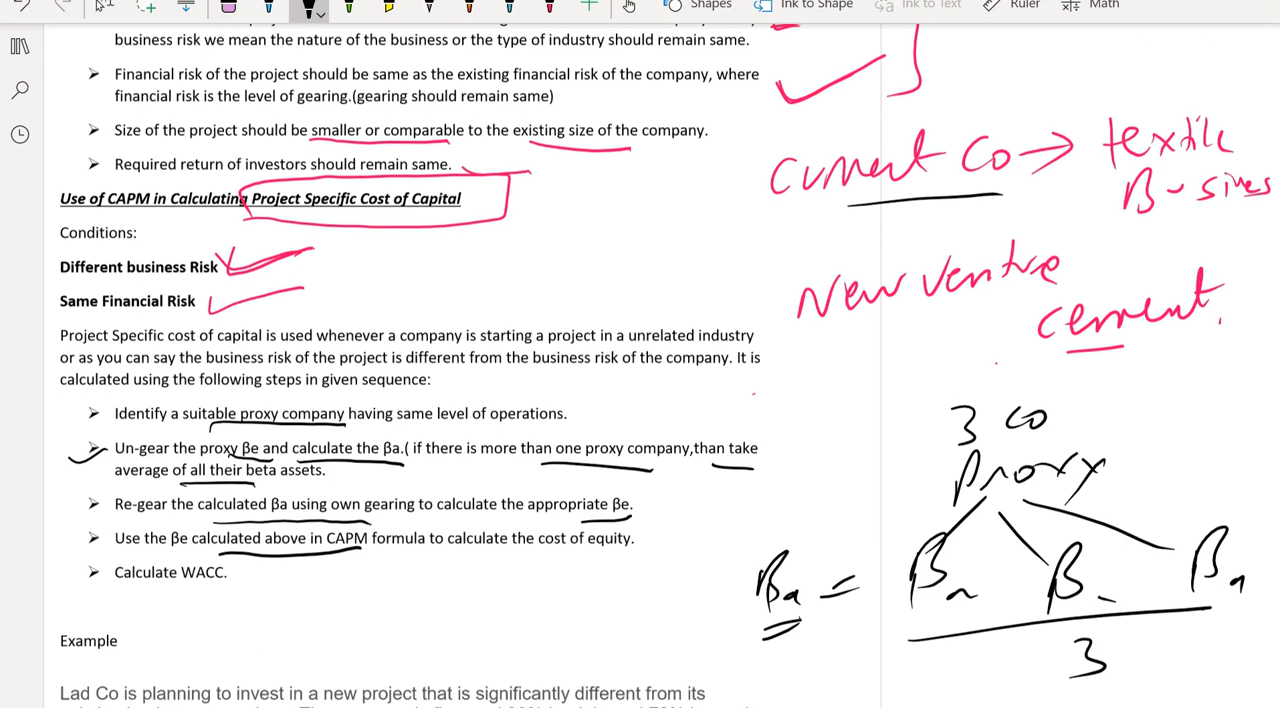 Shapes
Ink to Shape
Ink to Text
Ruler
Math
business risk we mean the nature of the business or the type of industry should remain same.
➤ Financial risk of the project should be same as the existing financial risk of the company, where
financial risk is the level of gearing.(gearing should remain same)
➤ Size of the project should be smaller or comparable to the existing size of the company.
➤ Required return of investors should remain same.
Use of CAPM in Calculating Project Specific Cost of Capital
Conditions:
Different business Risk
Same Financial Risk
Project Specific cost of capital is used whenever a company is starting a project in a unrelated industry
or as you can say the business risk of the project is different from the business risk of the company. It is
calculated using the following steps in given sequence:
➤ Identify a suitable proxy company having same level of operations.
➤ Un-gear the proxy βe and calculate the βa.( if there is more than one proxy company,than take
average of all their beta assets.
➤ Re-gear the calculated βa using own gearing to calculate the appropriate βe.
➤ Use the βe calculated above in CAPM formula to calculate the cost of equity.
➤ Calculate WACC.
Example
Lad Co is planning to invest in a new project that is significantly different from its
current Co → textile
New Ventre
cement.
3 co
proxy
βa = βa β βa
3